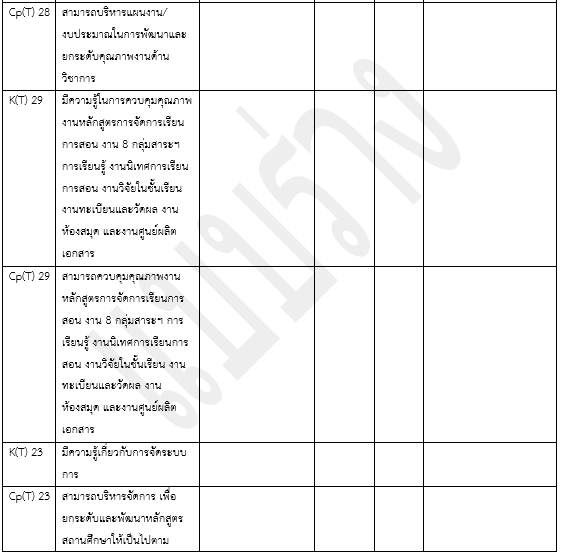 Cp(T) 28 สามารถบริหารแผนงาน/
งบประมาณในการพัฒนาและ
ยกระดับคุณภาพงานด้าน
วิชาการ
K(T) 29 มีความรู้ในการควบคุมคุณภาพ
งานหลักสูตรการจัดการเรียน
การสอน งาน 8 กลุ่มสาระฯ
การเรียนรู้ งานนิเทศการเรียน
การสอน งานวิจัยในชั้นเรียน
งานทะเบียนและวัดผล งาน
ห้องสมุด และงานศูนย์ผลิต
เอกสาร
Cp(T) 29 สามารถควบคุมคุณภาพงาน
หลักสูตรการจัดการเรียนการ
สอน งาน 8 กลุ่มสาระฯ การ
เรียนรู้ งานนิเทศการเรียนการ
สอน งานวิจัยในชั้นเรียน งาน
ทะเบียนและวัดผล งาน
ห้องสมุด และงานศูนย์ผลิต
เอกสาร
K(T) 23 มีความรู้เกี่ยวกับการจัดระบบ
การ
Cp(T) 23 สามารถบริหารจัดการ เพื่อ
ยกระดับและพัฒนาหลักสูตร
สถานศึกษาให้เป็นไปตาม
แบบร่าง